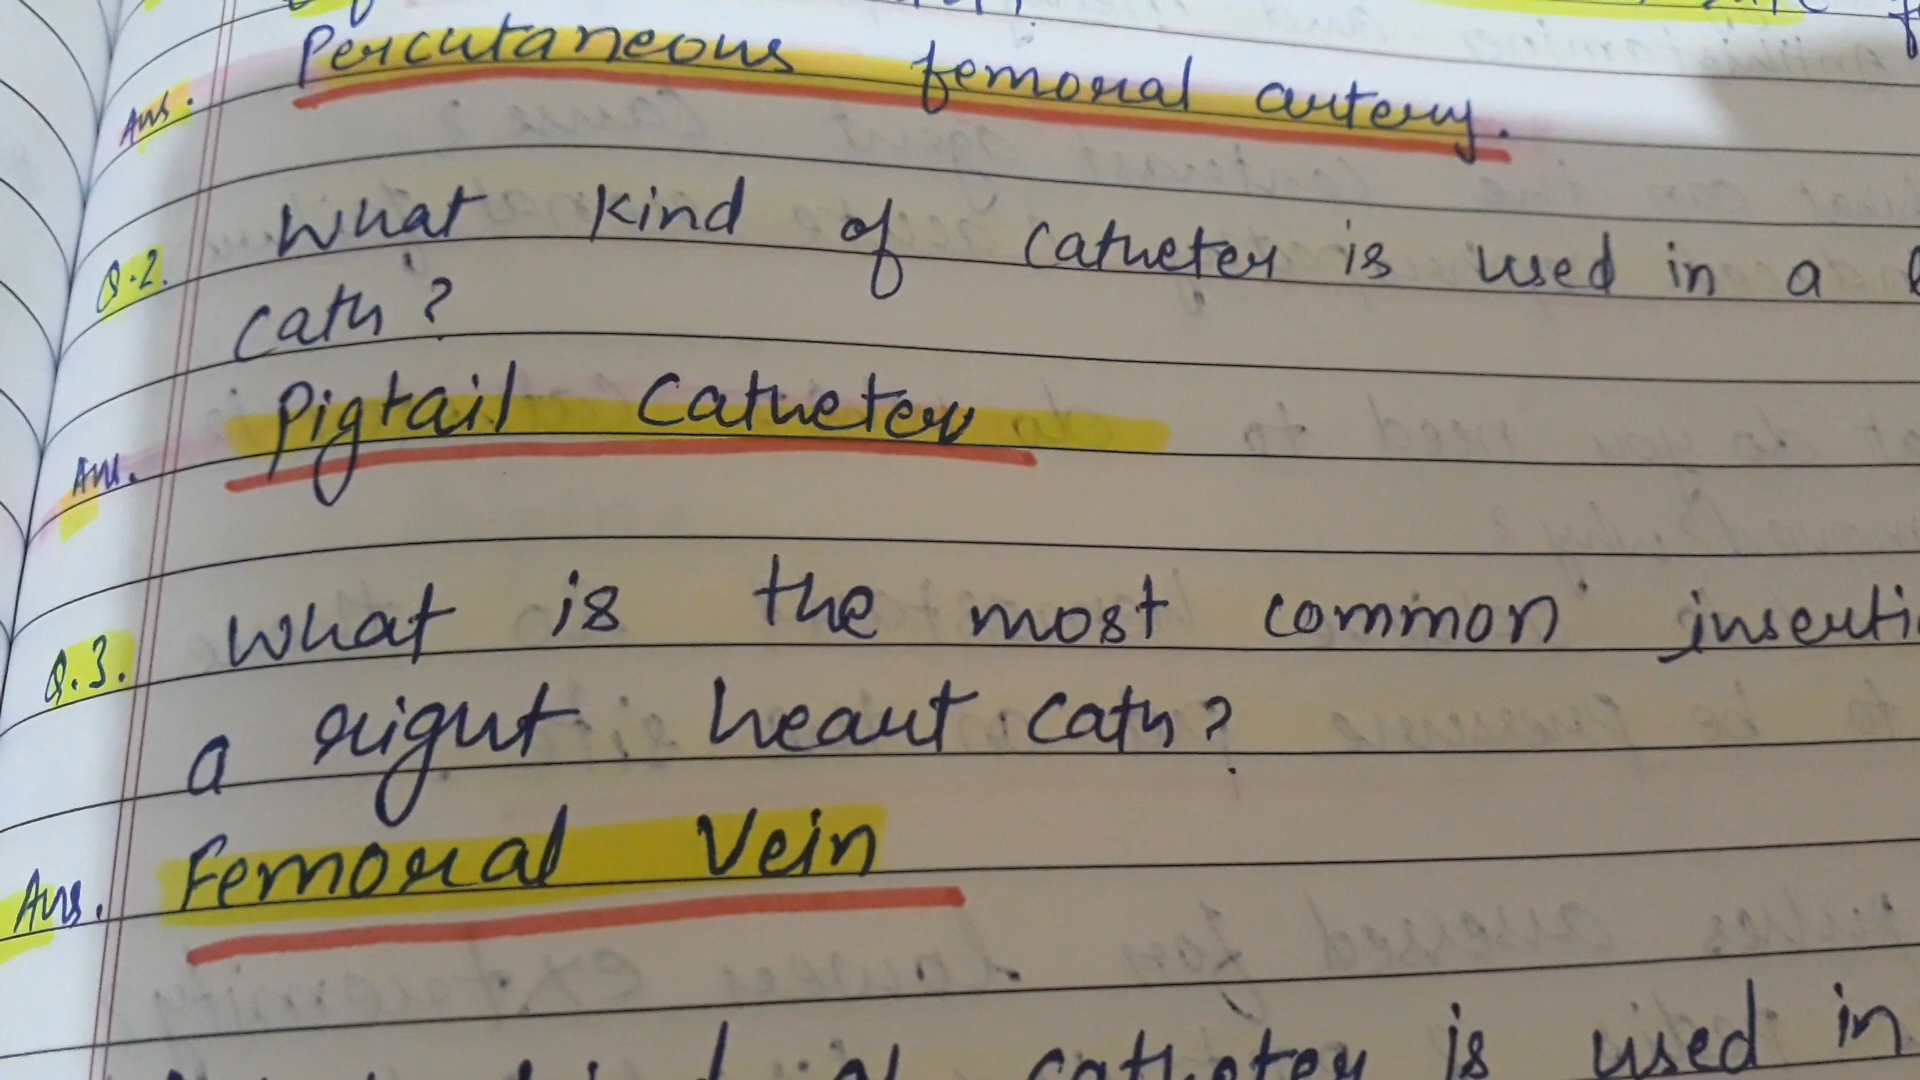 Ans. Percutaneous femoral artery.
Q.2. What kind of catheter is used in a
cath?
Ans. Pigtail Catheter
Q.3. What is the most common inserti
a right heart cath?
Ans. Femoral Vein
catheter is used in